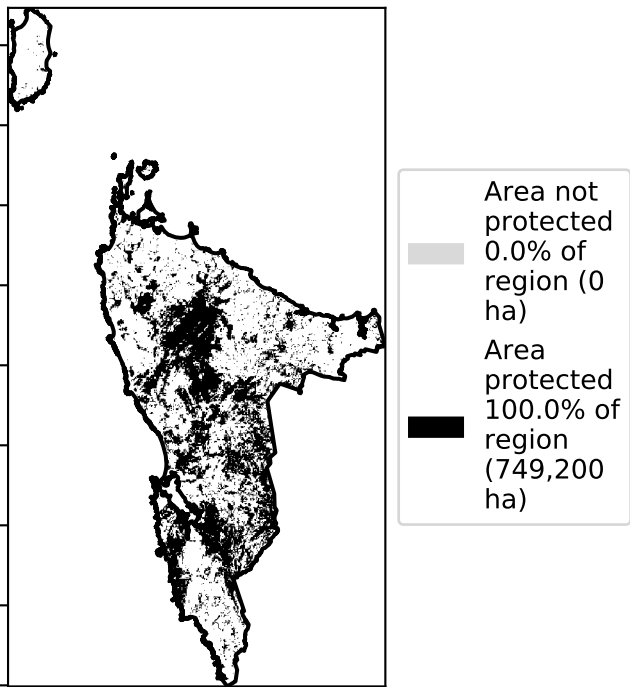 Area not
protected
0.0% of
region (0
ha)
Area
protected
100.0% of
region
(749,200
ha)